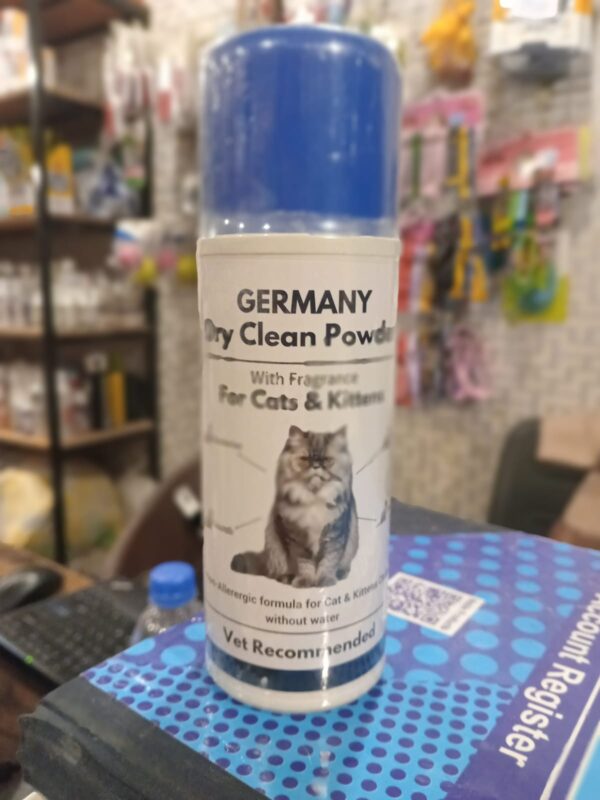 GERMANY
Dry Clean Powder
With Fragrance
For Cats & Kittens
Allerergic formula for Cat & Kittens
without water
Vet Recommended
Account Register